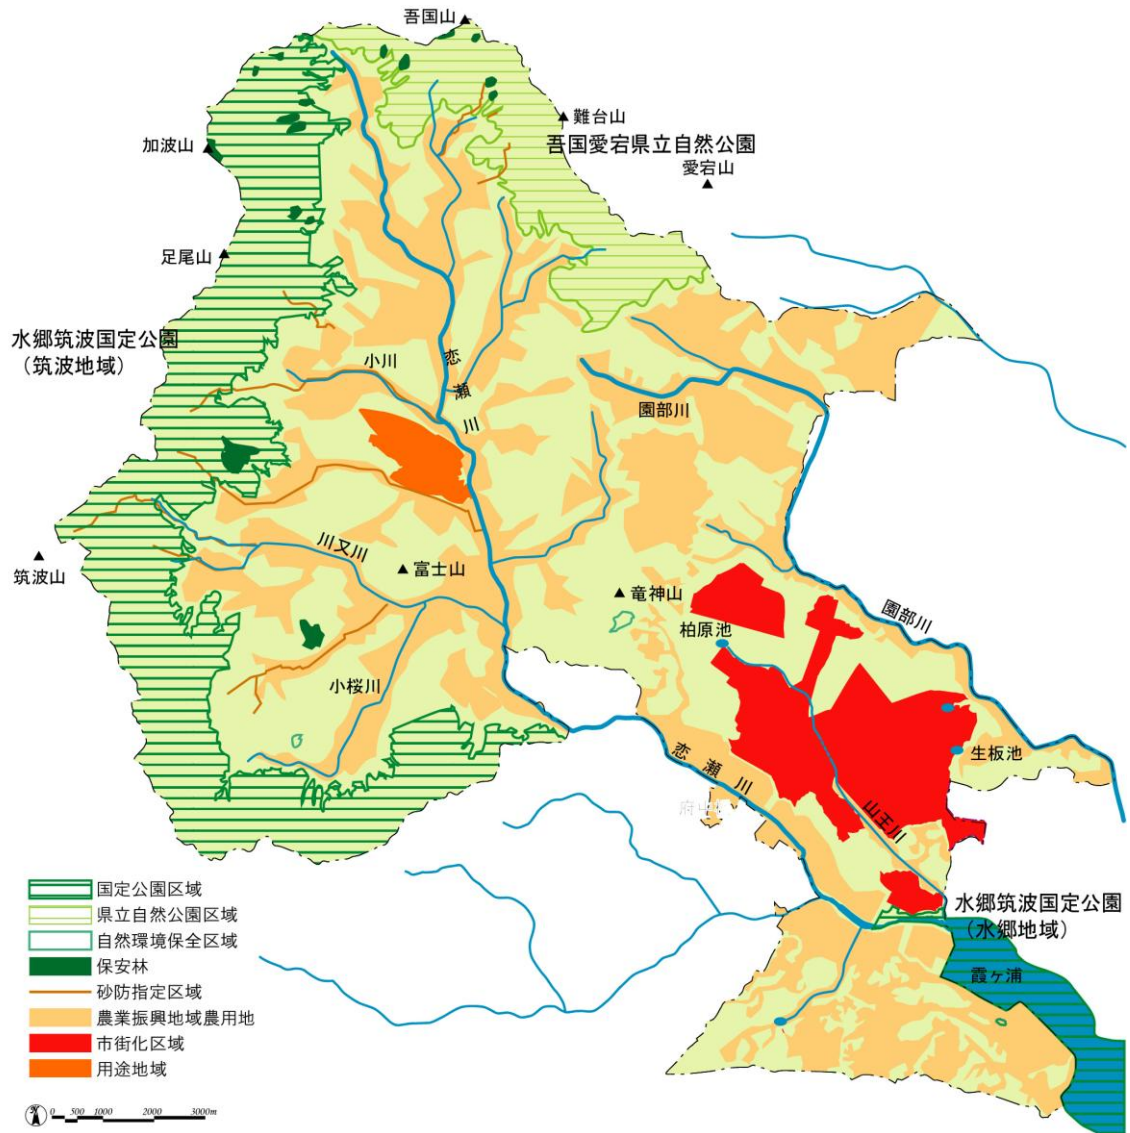 吾国山
難台山
加波山
吾国愛宕県立自然公園
愛宕山
足尾山
水郷筑波国定公園
（筑波地域）
小川
恋瀬川
園部川
川又川
富士山
筑波山
竜神山
園部川
柏原池
小桜川
恋瀬川
生板池
山王川
水郷筑波国定公園
（水郷地域）
霞ヶ浦
国定公園区域
県立自然公園区域
自然環境保全区域
保安林
砂防指定区域
農業振興地域農用地
市街化区域
用途地域
0 500 1000 2000 3000m